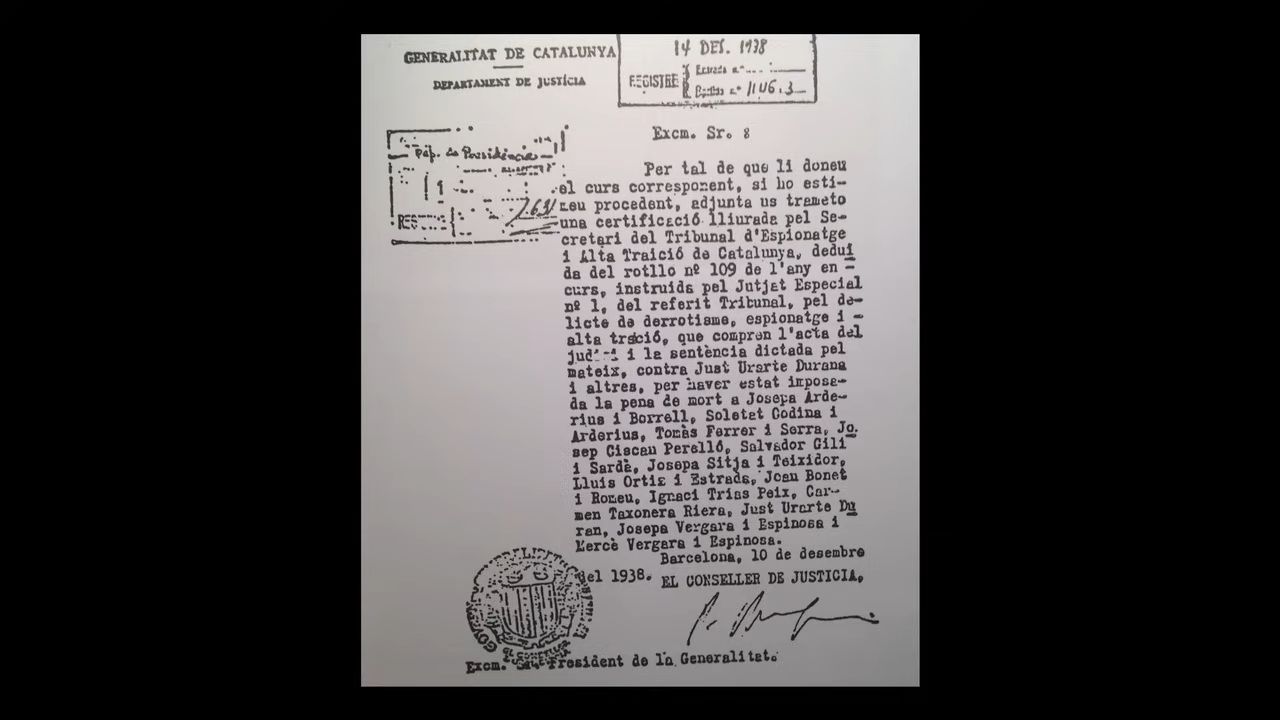 GENERALITAT DE CATALUNYA
DEPARTAMENT DE JUSTÍCIA
14 DES. 1938
REGISTRE
Entrada n.º
Excm. Sr. :
Per tal de que li doneu
el curs corresponent, si ho esti-
meu procedent, adjunta us trameto
una certificació lliurada pel Se-
cretari del Tribunal d'Espionatge
i Alta Traició de Catalunya, dedui
da del rotllo nº 109 de l'any en -
curs, instruida pel Jutjat Especial
nº 1, del referit Tribunal, pel de-
licte de derrotisme, espionatge i -
alta traició, que compren l'acta del
judici i la sentència dictada pel
mateix, contra Just Urarte Durana
i altres, per haver estat imposa-
da la pena de mort a Josepa Arde-
rius i Borrell, Soletat Codina i
Arderius, Tomàs Ferrer i Serra, Jo
sep Ciscau Perelló, Salvador Gili
i Sardà, Josepa Sitja i Teixidor,
Lluis Ortiz i Estrada, Joan Bonet
i Romeu, Ignaci Trias Peix, Car-
men Taxonera Riera, Just Urarte Du
ran, Josepa Vergara i Espinosa i
Mercè Vergara i Espinosa.
Barcelona, 10 de desembre
del 1938.
EL CONSELLER DE JUSTICIA,
Excm. Sr. President de la Generalitat.